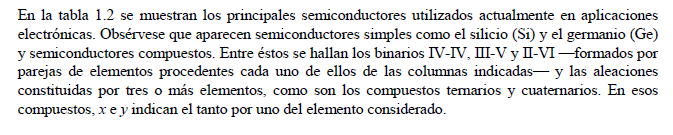 En la tabla 1.2 se muestran los principales semiconductores utilizados actualmente en aplicaciones
electrónicas. Obsérvese que aparecen semiconductores simples como el silicio (Si) y el germanio (Ge)
y semiconductores compuestos. Entre éstos se hallan los binarios IV-IV, III-V y II-VI —formados por
parejas de elementos procedentes cada uno de ellos de las columnas indicadas— y las aleaciones
constituidas por tres o más elementos, como son los compuestos ternarios y cuaternarios. En esos
compuestos, x e y indican el tanto por uno del elemento considerado.